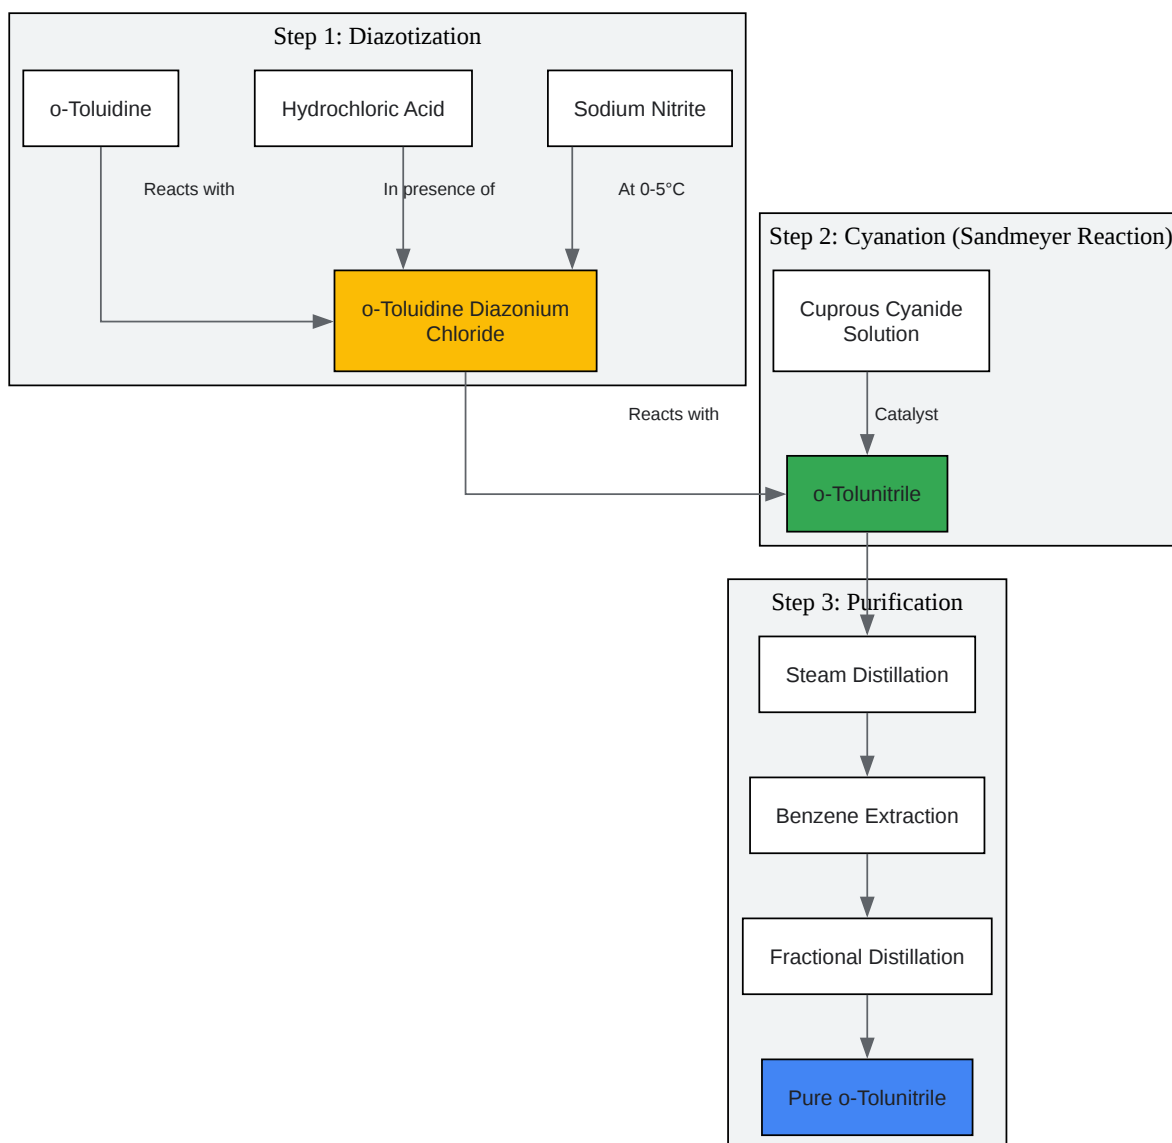 Step 1: Diazotization
o-Toluidine
Hydrochloric Acid
Sodium Nitrite
Reacts with
In presence of
At 0-5°C
o-Toluidine Diazonium
Chloride
Step 2: Cyanation (Sandmeyer Reaction)
Cuprous Cyanide
Solution
Reacts with
Catalyst
o-Tolunitrile
Step 3: Purification
Steam Distillation
Benzene Extraction
Fractional Distillation
Pure o-Tolunitrile